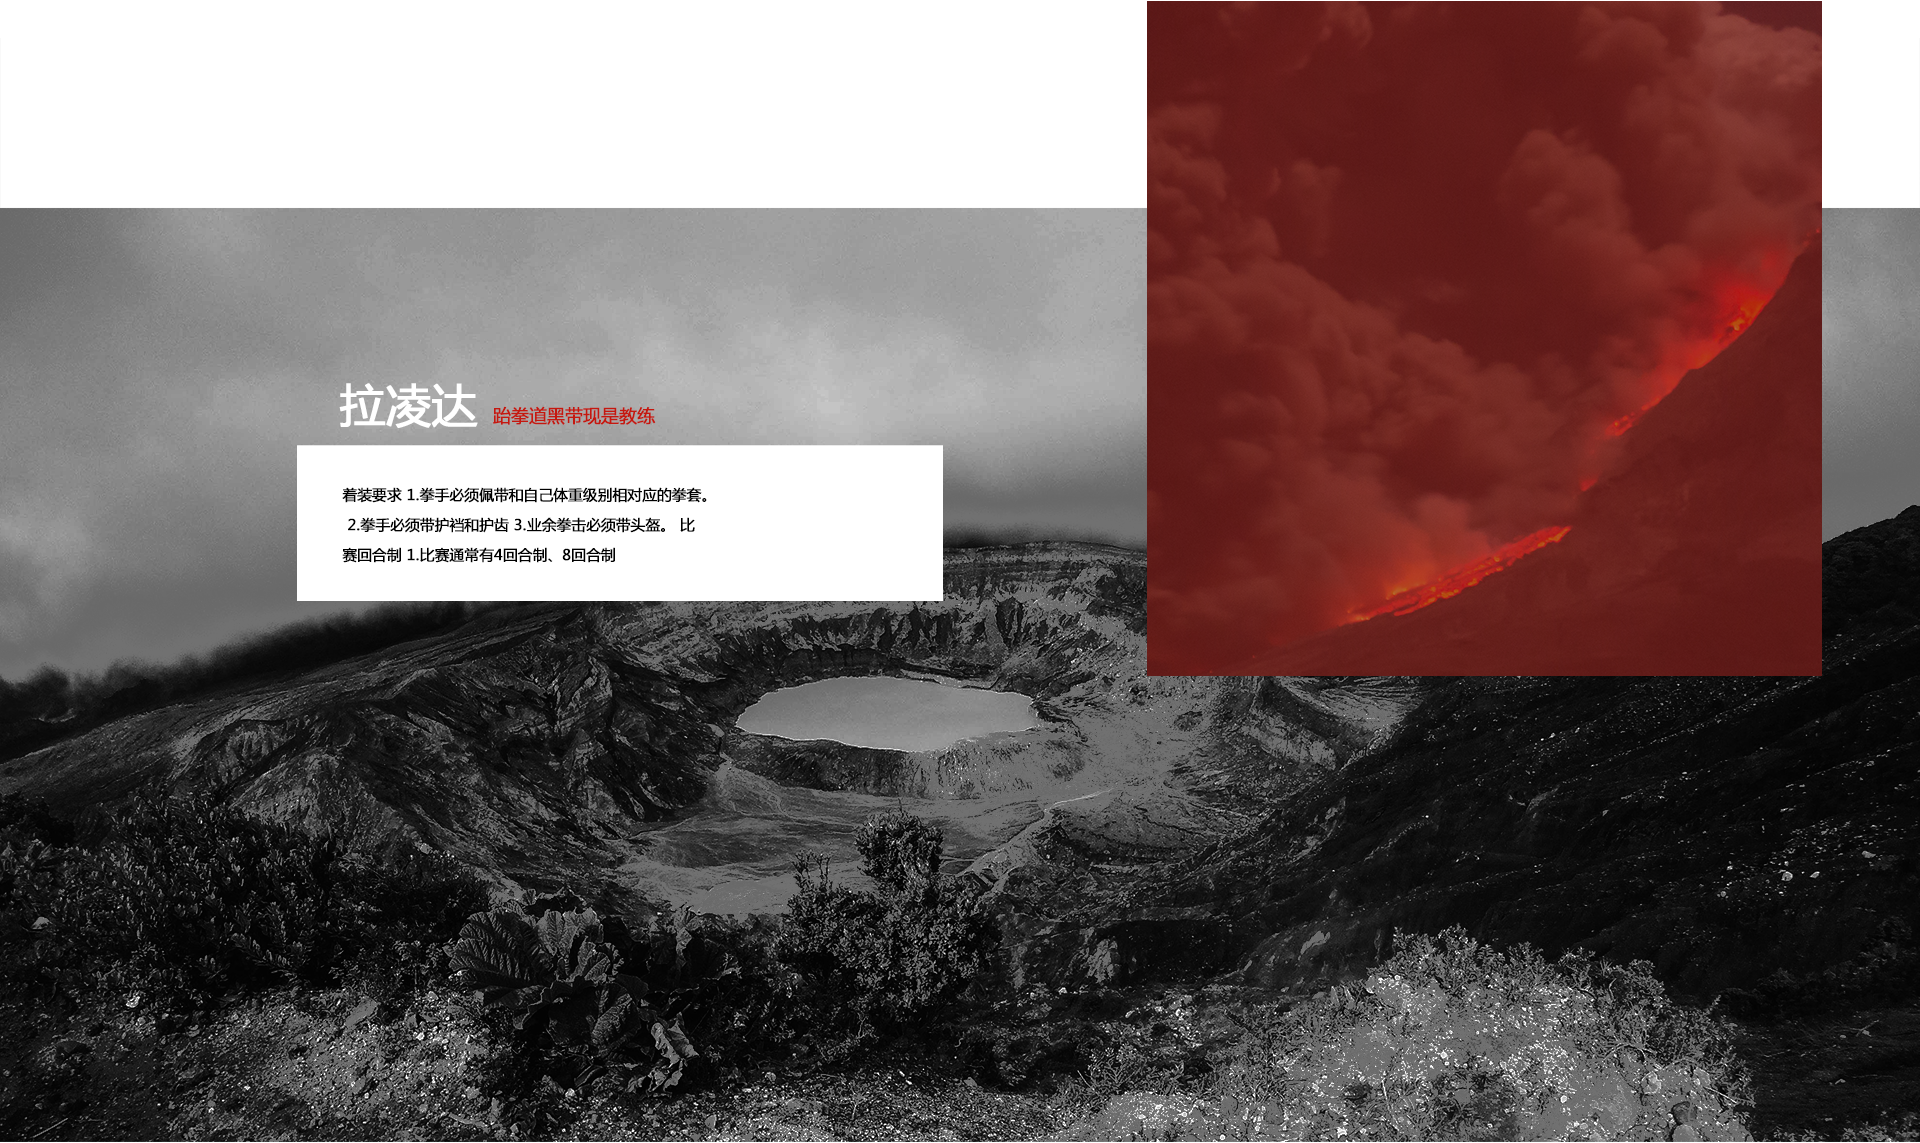 拉凌达 跆拳道黑带现是教练
着装要求 1.拳手必须佩带和自己体重级别相对应的拳套。
2.拳手必须带护裆和护齿 3.业余拳击必须带头盔。 比
赛回合制 1.比赛通常有4回合制、8回合制